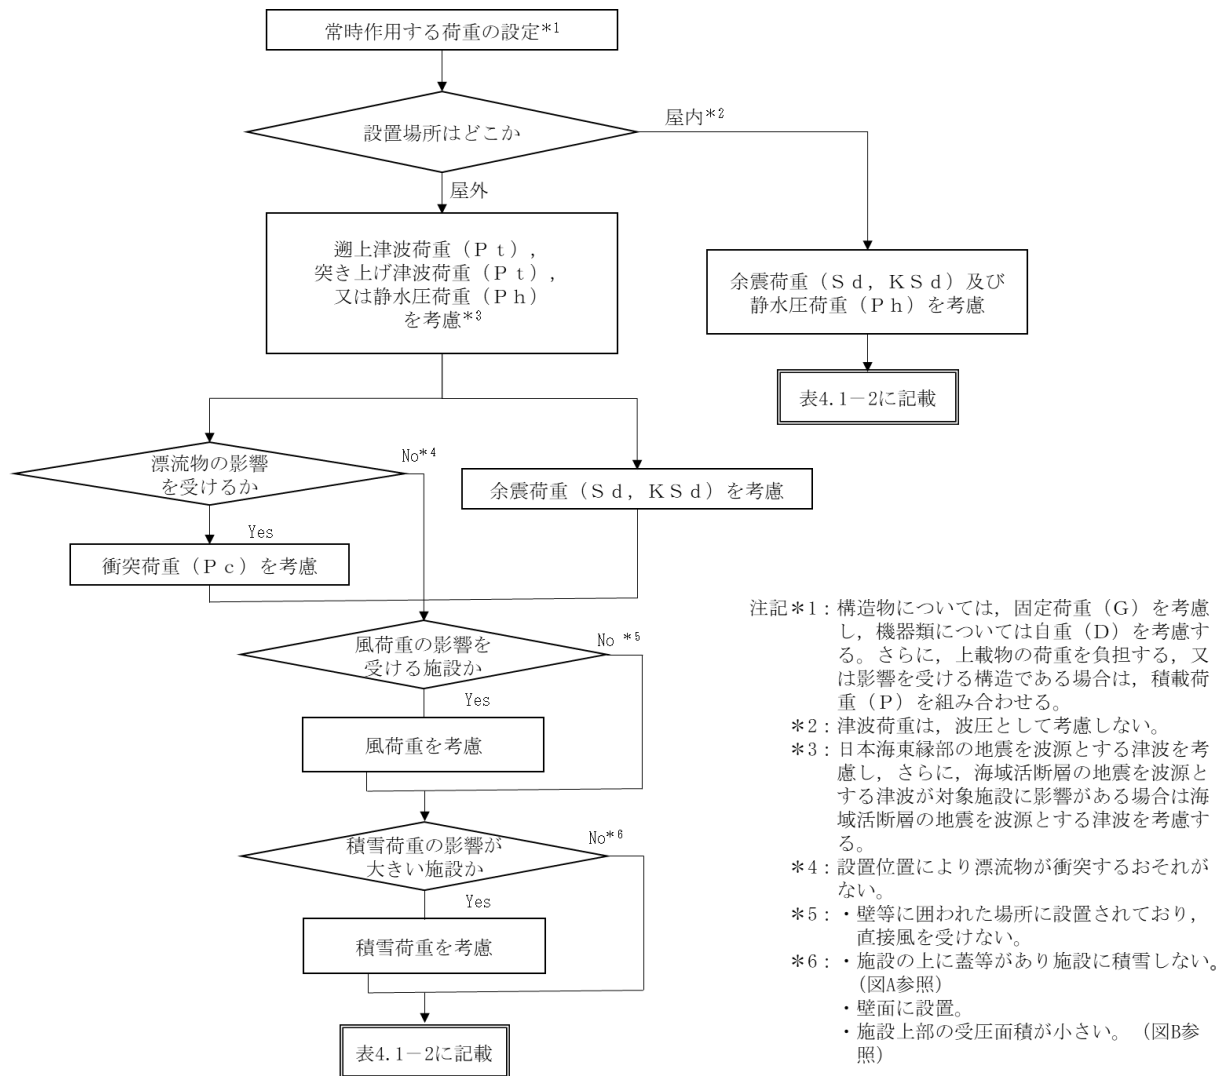 常時作用する荷重の設定*1
設置場所はどこか
屋内*2
屋外
遡上津波荷重（Ｐｔ），
突き上げ津波荷重（Ｐｔ），
又は静水圧荷重（Ｐｈ）
を考慮*3
余震荷重（Ｓｄ，ＫＳｄ）及び
静水圧荷重（Ｐｈ）を考慮
表4.1－2に記載
漂流物の影響
を受けるか
No*4
Yes
余震荷重（Ｓｄ，ＫＳｄ）を考慮
衝突荷重（Ｐｃ）を考慮
風荷重の影響を
受ける施設か
No *5
Yes
風荷重を考慮
積雪荷重の影響が
大きい施設か
No*6
Yes
積雪荷重を考慮
表4.1－2に記載
注記＊1：構造物については，固定荷重（Ｇ）を考慮
し，機器類については自重（Ｄ）を考慮す
る。さらに，上載物の荷重を負担する，又
は影響を受ける構造である場合は，積載荷
重（Ｐ）を組み合わせる。
＊2：津波荷重は，波圧として考慮しない。
＊3：日本海東縁部の地震を波源とする津波を考
慮し，さらに，海域活断層の地震を波源と
する津波が対象施設に影響がある場合は海
域活断層の地震を波源とする津波を考慮す
る。
＊4：設置位置により漂流物が衝突するおそれが
ない。
＊5：・壁等に囲われた場所に設置されており，
直接風を受けない。
＊6：・施設の上に蓋等があり施設に積雪しない。
（図A参照）
・壁面に設置。
・施設上部の受圧面積が小さい。（図B参
照）